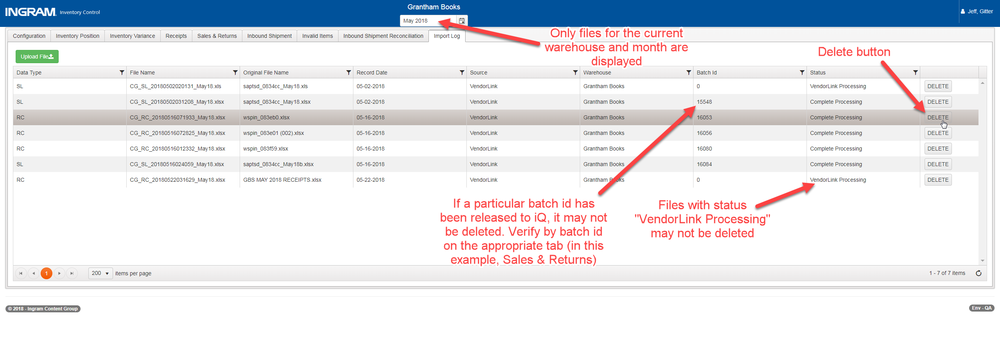 INGRAM. Inventory Control
Grantham Books
May 2018
Jeff, Gitter
Configuration Inventory Position Inventory Variance Receipts Sales & Returns Inbound Shipment Invalid Items Inbound Shipment Reconciliation Import Log
Only files for the current
warehouse and month are
displayed
Delete button
Upload File
Data Type File Name Original File Name Record Date Source Warehouse Batch Id Status
SL CG_SL_20180502020131_May18.xls saptsd_0834cc_May18.xls 05-02-2018 VendorLink Grantham Books 0 VendorLink Processing DELETE
SL CG_SL_20180502031208_May18.xlsx saptsd_0834cc_May18.xlsx 05-02-2018 VendorLink Grantham Books 15548 Complete Processing DELETE
RC CG_RC_20180516071933_May18.xlsx wspin_083eb0.xlsx 05-16-2018 VendorLink Grantham Books 16053 Complete Processing DELETE
RC CG_RC_20180516072825_May18.xlsx wspin_083e01 (002).xlsx 05-16-2018 VendorLink Grantham Books 16056 Complete Processing DELETE
RC CG_RC_20180516012332_May18.xlsx wspin_083f59.xlsx 05-16-2018 VendorLink Grantham Books 16080 Complete Processing DELETE
SL CG_SL_20180516024059_May18.xlsx saptsd_0834cc_May18b.xlsx 05-16-2018 VendorLink Grantham Books 16084 Complete Processing DELETE
RC CG_RC_20180522031629_May18.xlsx GBS MAY 2018 RECEIPTS.xlsx 05-22-2018 VendorLink Grantham Books 0 VendorLink Processing DELETE
If a particular batch id has
been released to iQ, it may not
be deleted. Verify by batch id
on the appropriate tab (in this
example, Sales & Returns)
Files with status
"VendorLink Processing"
may not be deleted
1 200 items per page 1 - 7 of 7 items
© 2018 - Ingram Content Group
Env - QA